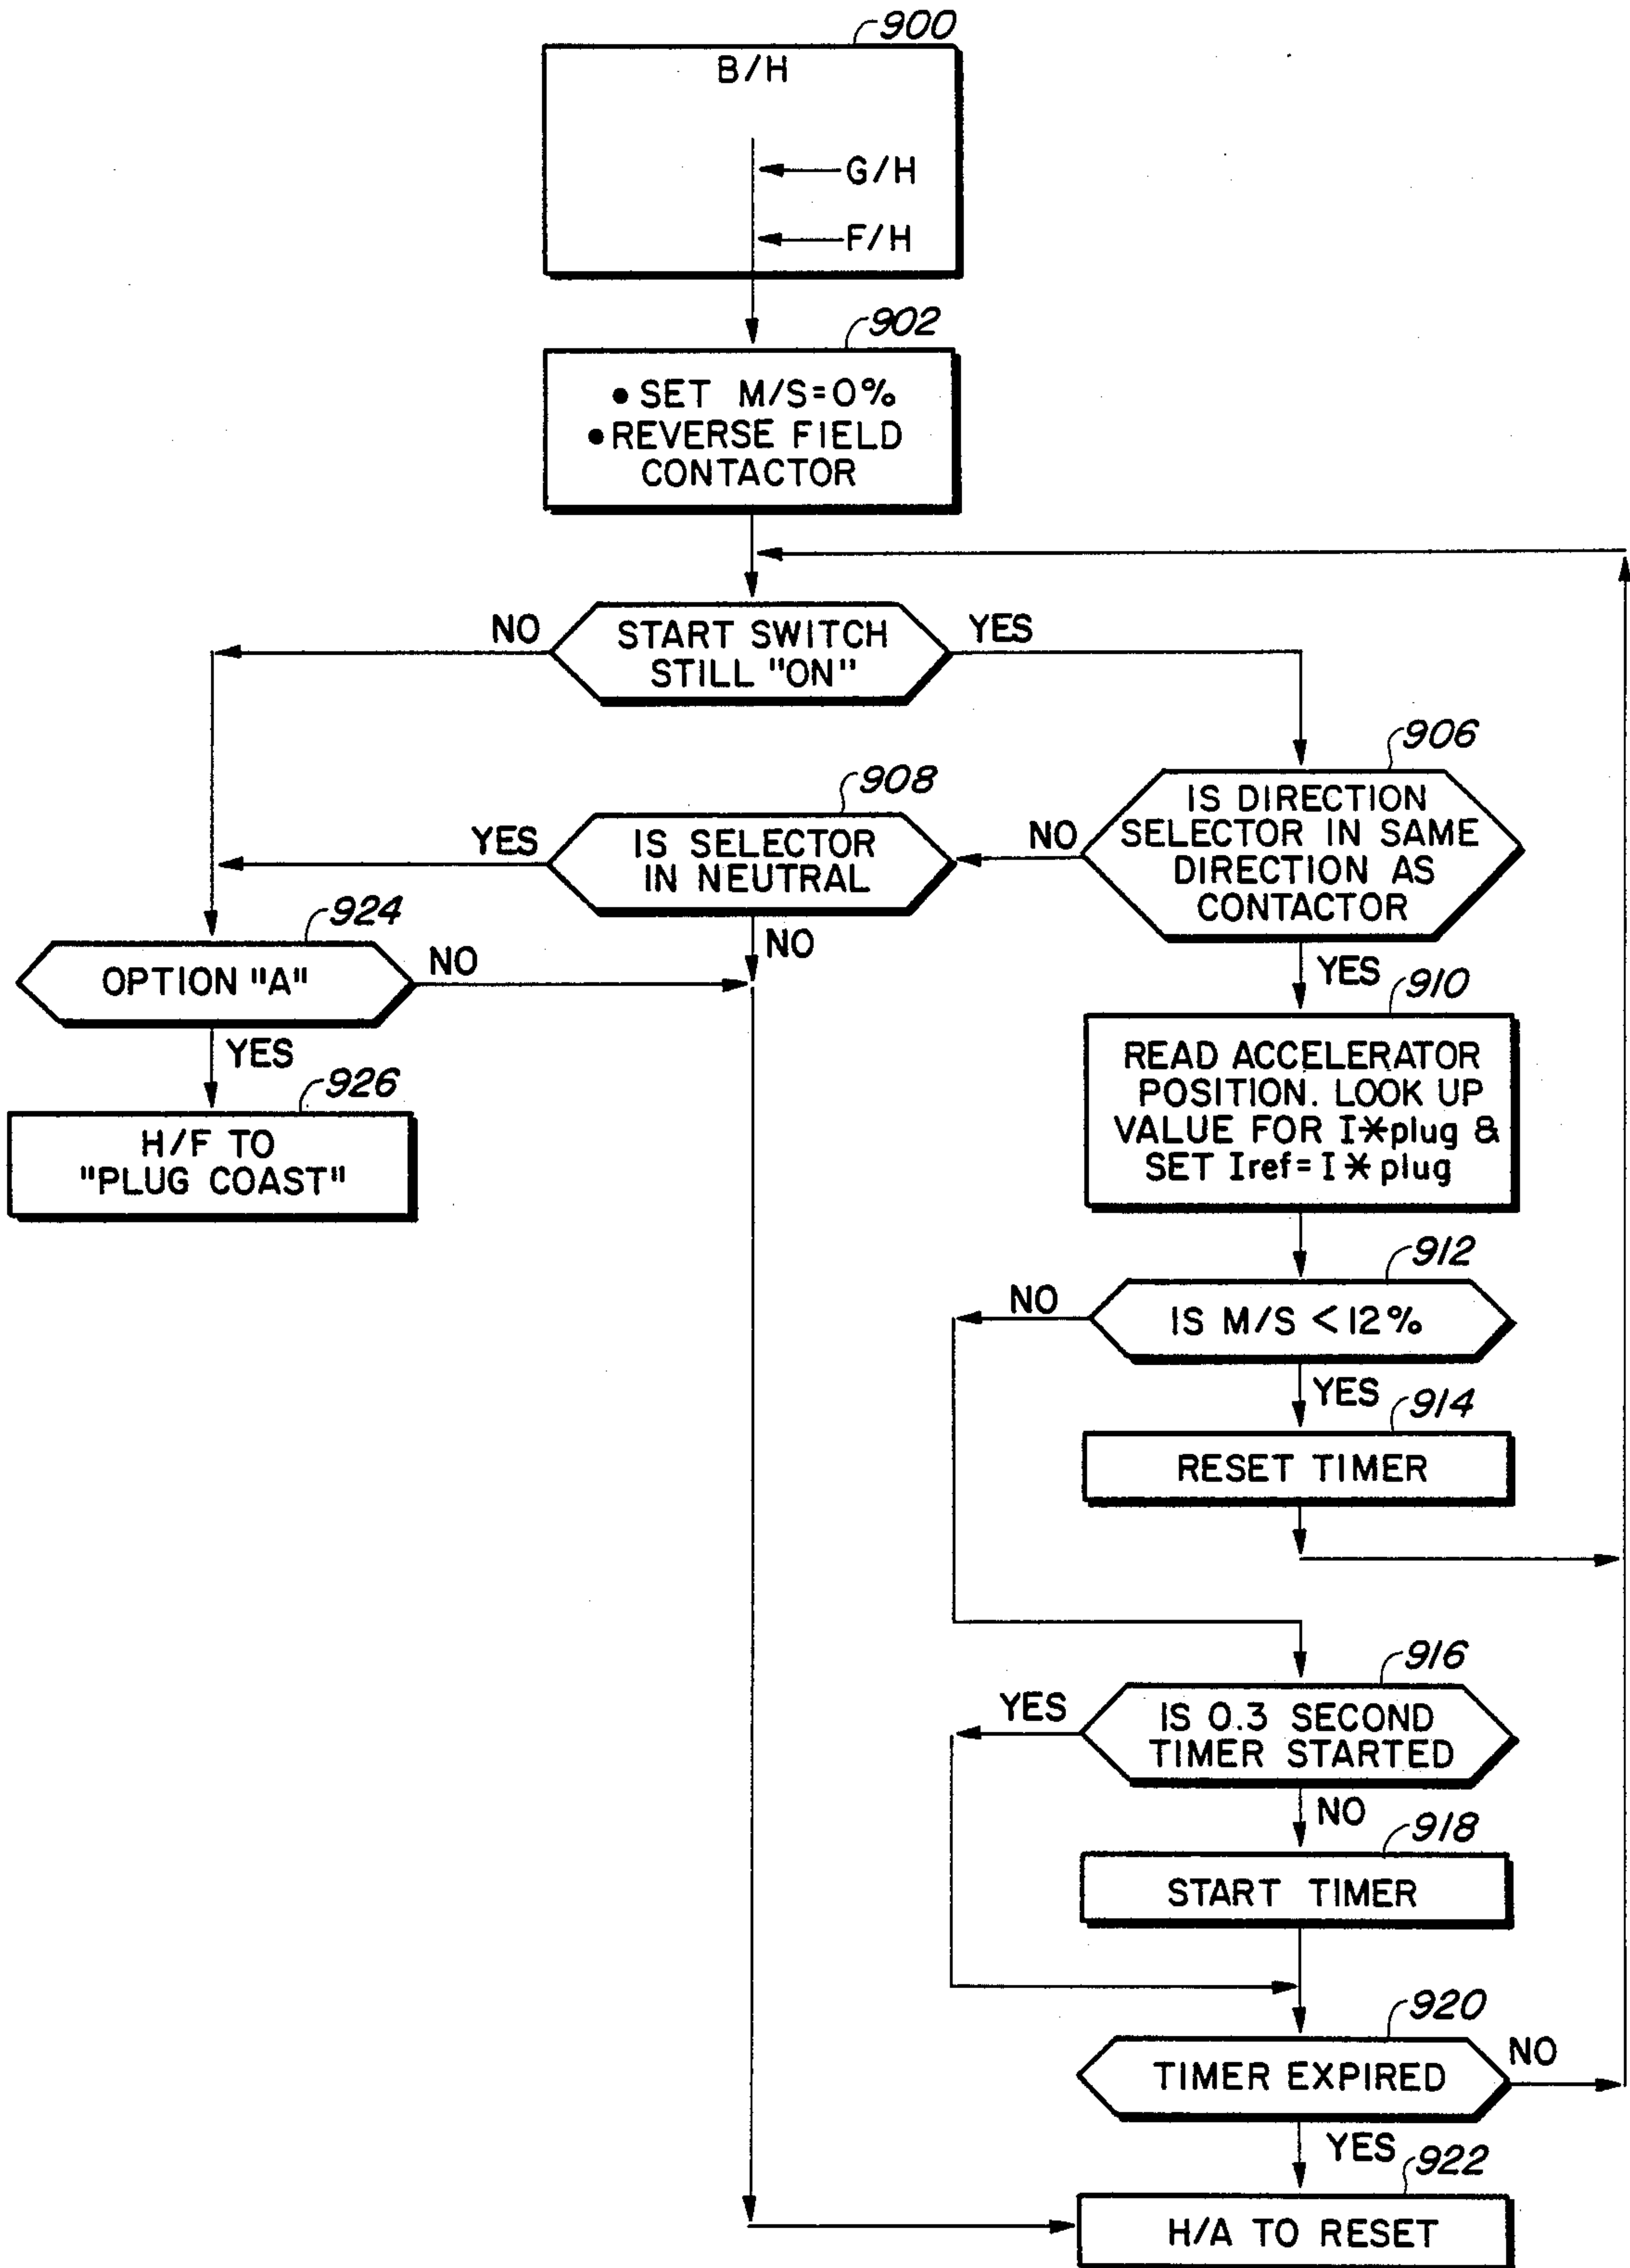 900
B/H
G/H
F/H
902
• SET M/S=0%
• REVERSE FIELD
CONTACTOR
NO
START SWITCH
STILL "ON"
YES
906
IS DIRECTION
SELECTOR IN SAME
DIRECTION AS
CONTACTOR
908
YES
IS SELECTOR
IN NEUTRAL
NO
NO
924
OPTION "A"
NO
YES
926
H/F TO
"PLUG COAST"
YES
910
READ ACCELERATOR
POSITION. LOOK UP
VALUE FOR I*plug &
SET Iref=I*plug
912
NO
IS M/S <12%
YES
914
RESET TIMER
916
YES
IS 0.3 SECOND
TIMER STARTED
NO
918
START TIMER
920
TIMER EXPIRED
NO
YES
922
H/A TO RESET